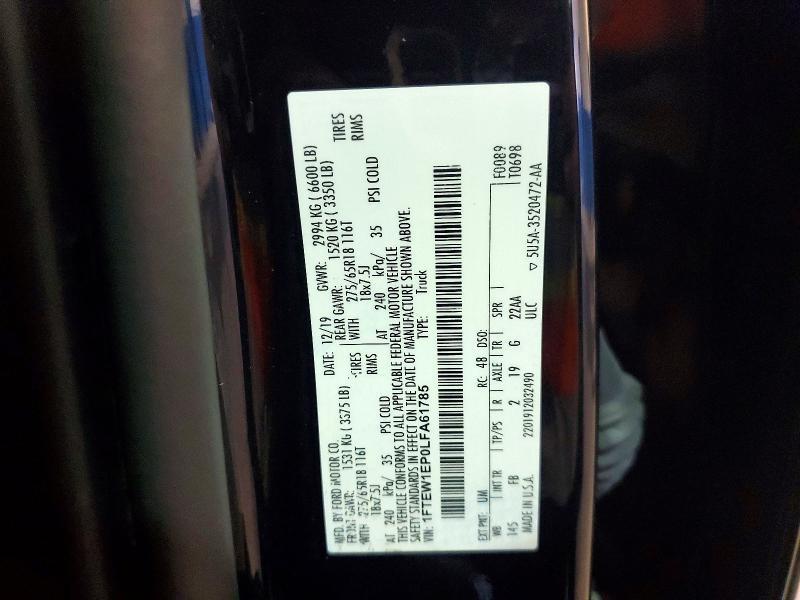 MFD. BY FORD MOTOR CO.
DATE: 12/19 GVWR: 2994 KG ( 6600 LB)
FRONT GAWR: 1531 KG ( 3375 LB) REAR GAWR: 1520 KG ( 3350 LB)
WITH 275/65R18 116T TIRES WITH 275/65R18 116T TIRES
18x7.5J RIMS 18x7.5J RIMS
AT 240 kPa/ 35 PSI COLD AT 240 kPa/ 35 PSI COLD
THIS VEHICLE CONFORMS TO ALL APPLICABLE FEDERAL MOTOR VEHICLE
SAFETY STANDARDS IN EFFECT ON THE DATE OF MANUFACTURE SHOWN ABOVE.
VIN: 1FTEW1EP0LFA61785 TYPE: Truck
EXT PNT: UM RC: 48 DSO: F0089
WB INT TR TP/PS R AXLE TR SPR T0698
145 FB 2 19 G 22AA
MADE IN U.S.A. 2201912032490 ULC ▽ 5U5A-3520472-AA